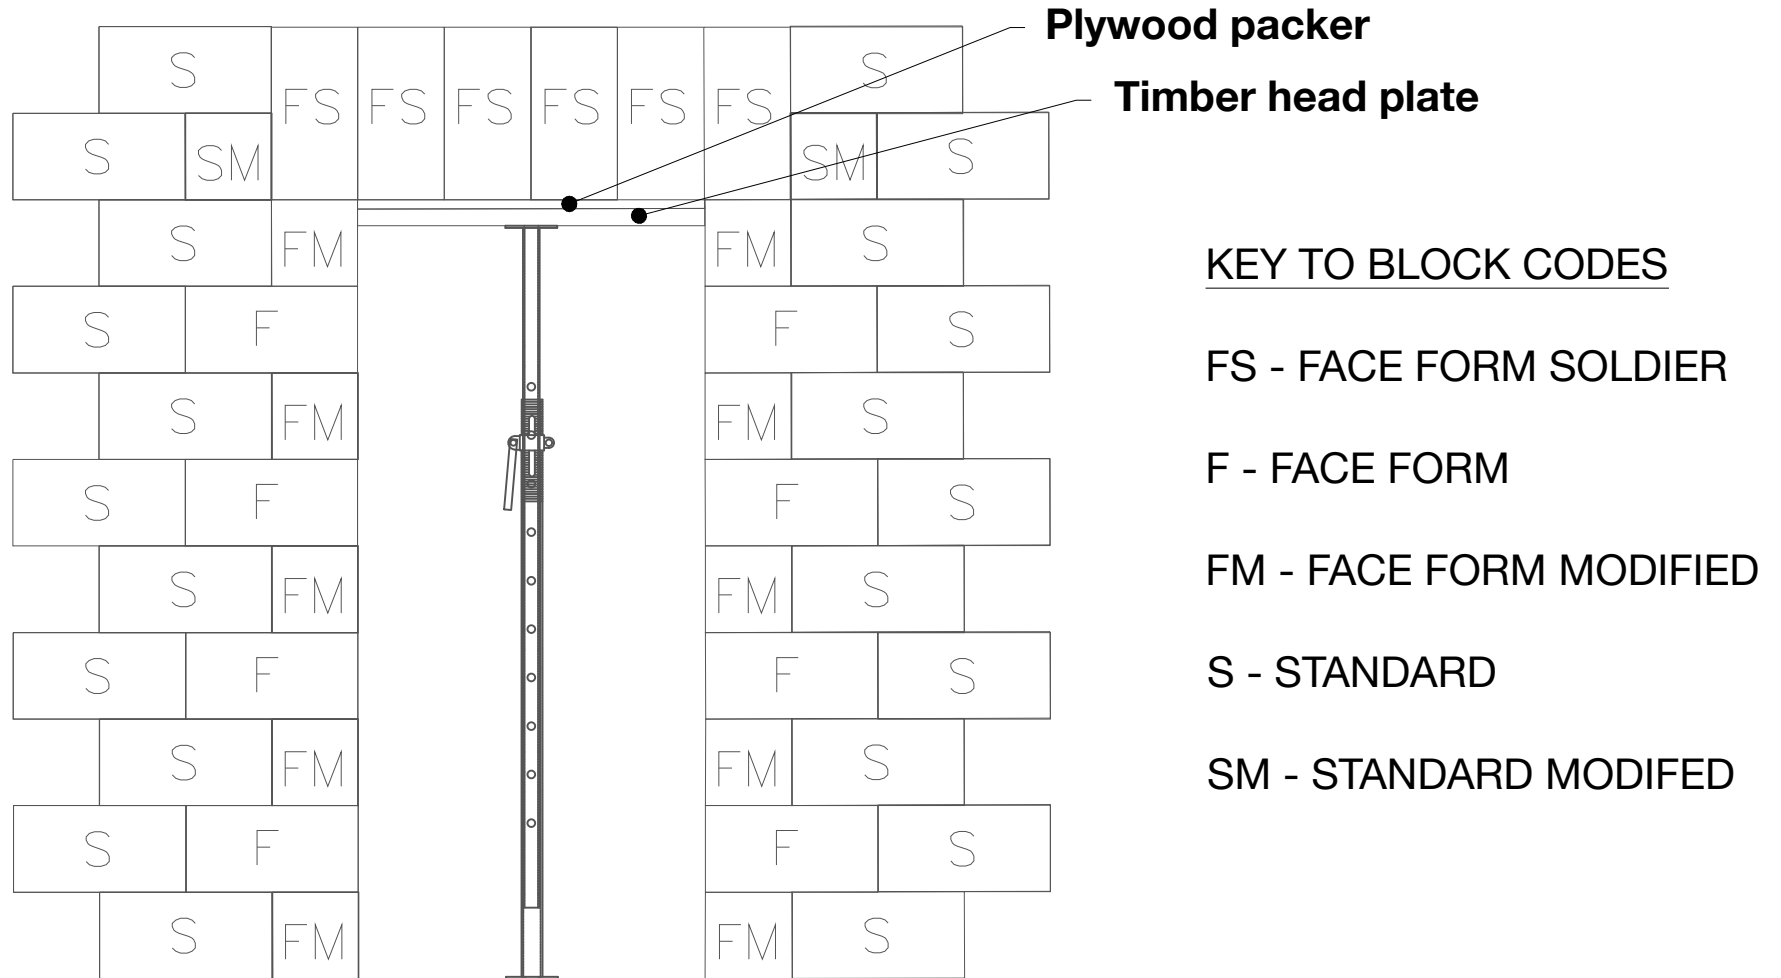 Plywood packer
Timber head plate
S FS FS FS FS FS FS S
S SM SM S
S FM FM S
S F F S
S FM FM S
S F F S
S FM FM S
S F F S
S FM FM S
S F F S
S FM FM S
KEY TO BLOCK CODES
FS - FACE FORM SOLDIER
F - FACE FORM
FM - FACE FORM MODIFIED
S - STANDARD
SM - STANDARD MODIFED